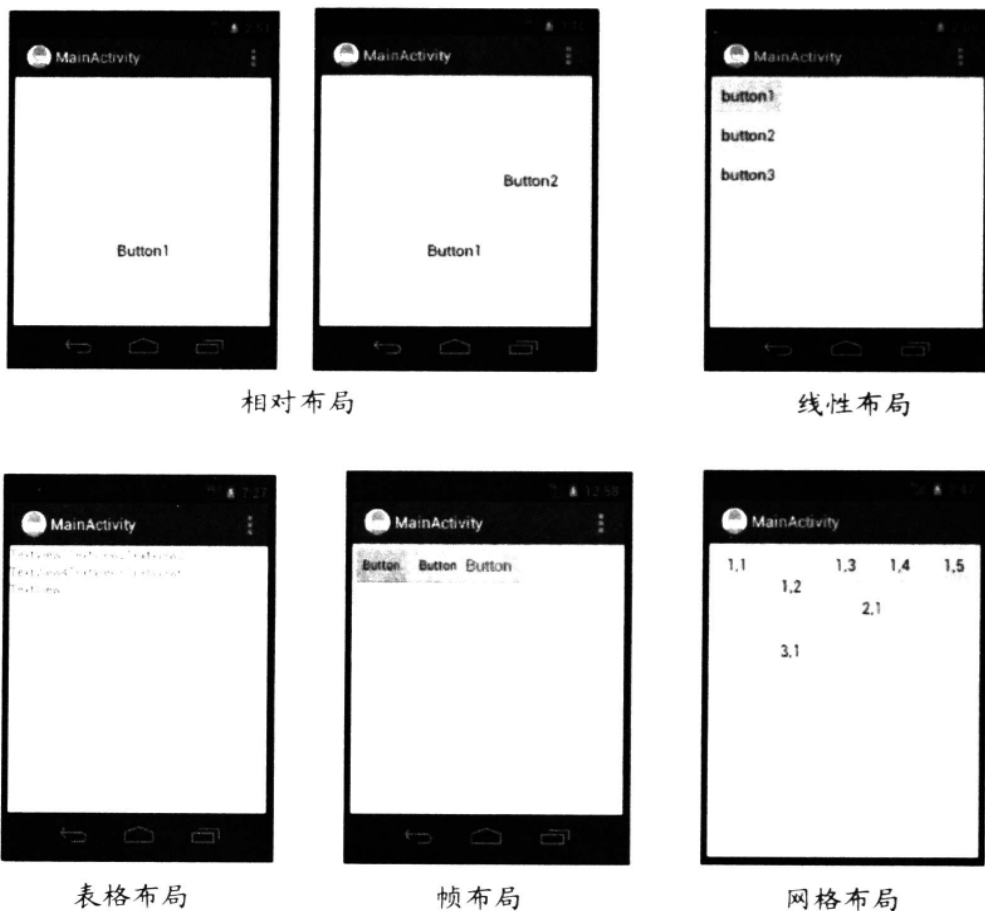 MainActivity
Button1
MainActivity
Button2
Button1
MainActivity
button1
button2
button3
相对布局
线性布局
MainActivity
MainActivity
12:58
Button Button Button
MainActivity
1,1 1,3 1,4 1,5
1,2
2,1
3,1
表格布局
帧布局
网格布局